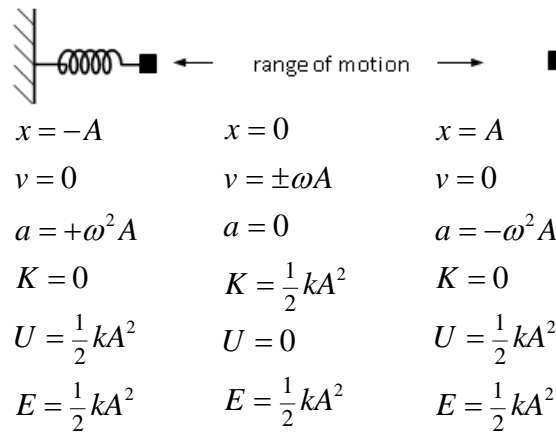 range of motion
x = −A x = 0 x = A
v = 0 v = ±ωA v = 0
a = +ω²A a = 0 a = −ω²A
K = 0 K = ½kA² K = 0
U = ½kA² U = 0 U = ½kA²
E = ½kA² E = ½kA² E = ½kA²